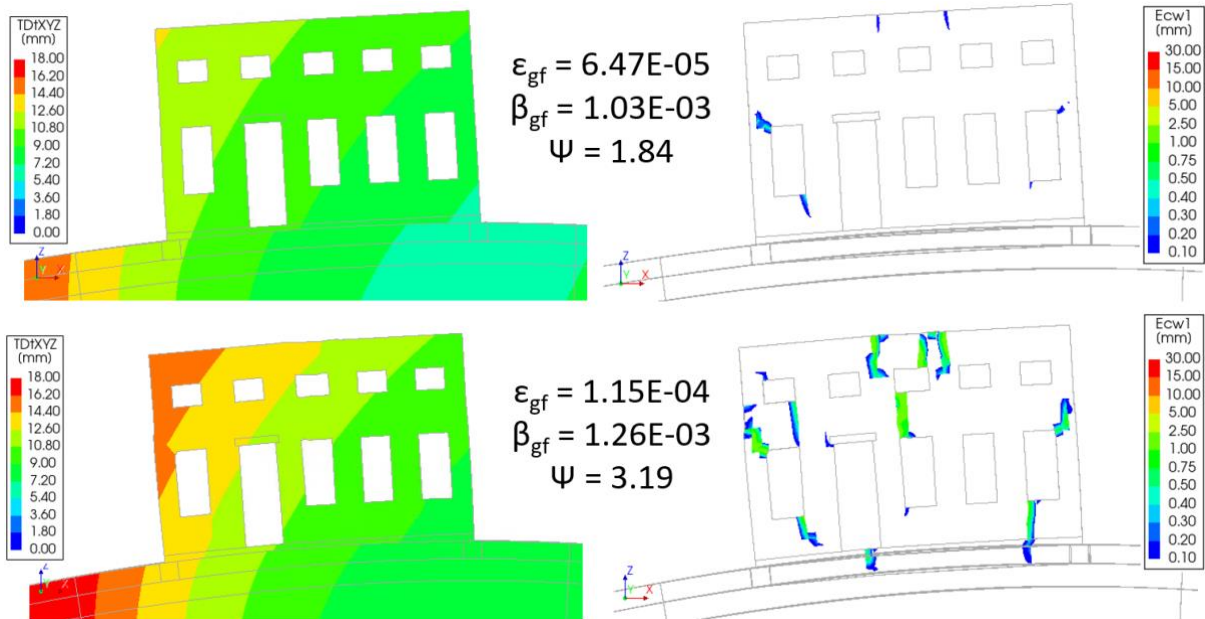 TDtXYZ
(mm)
18.00
16.20
14.40
12.60
10.80
9.00
7.20
5.40
3.60
1.80
0.00
Z
Y
X
εgf = 6.47E-05
βgf = 1.03E-03
Ψ = 1.84
Ecw1
(mm)
30.00
15.00
5.00
2.50
1.00
0.75
0.50
0.40
0.30
0.20
0.10
Z
Y
X
TDtXYZ
(mm)
18.00
16.20
14.40
12.60
10.80
9.00
7.20
5.40
3.60
1.80
0.00
Z
Y
X
εgf = 1.15E-04
βgf = 1.26E-03
Ψ = 3.19
Ecw1
(mm)
30.00
15.00
5.00
2.50
1.00
0.75
0.50
0.40
0.30
0.20
0.10
Z
Y
X